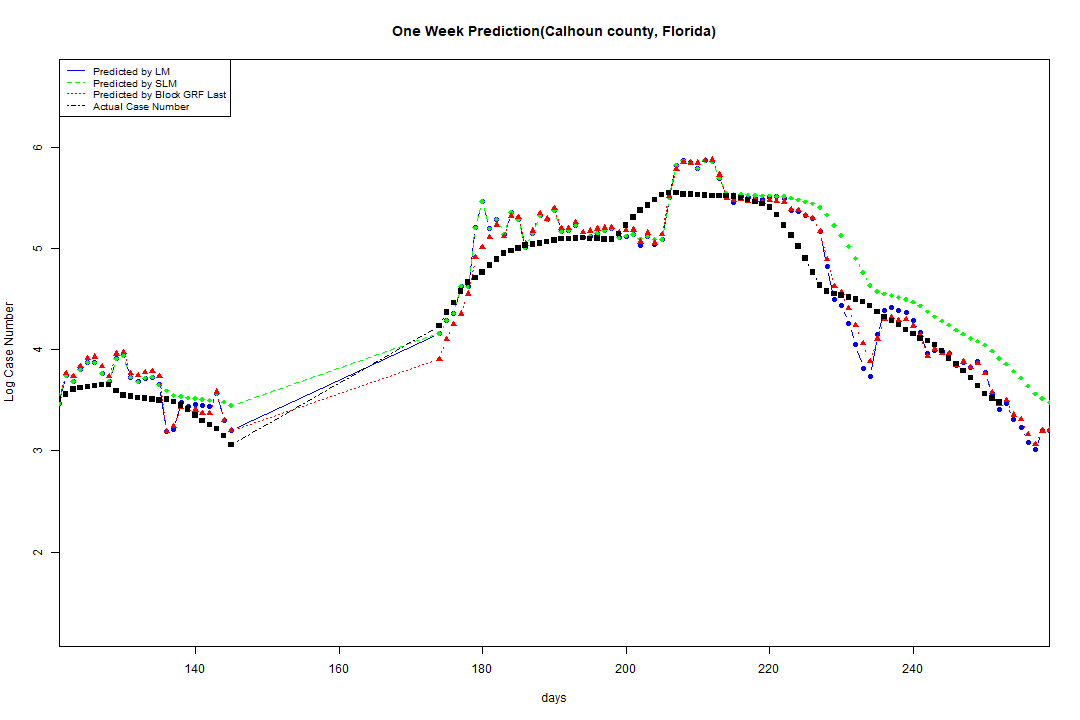 One Week Prediction(Calhoun county, Florida)
Predicted by LM
Predicted by SLM
Predicted by Block GRF Last
Actual Case Number
Log Case Number
6
5
4
3
2
140 160 180 200 220 240
days